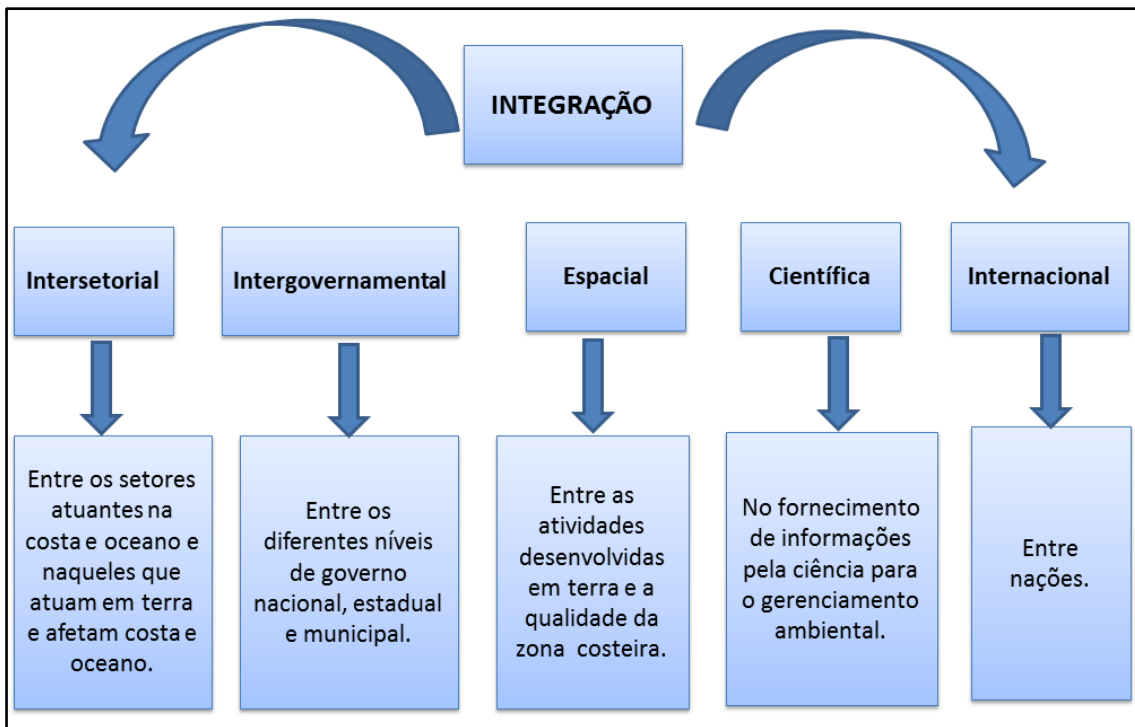 INTEGRAÇÃO
Intersetorial
Intergovernamental
Espacial
Científica
Internacional
Entre os setores
atuantes na
costa e oceano e
naqueles que
atuam em terra
e afetam costa e
oceano.
Entre os
diferentes níveis
de governo
nacional, estadual
e municipal.
Entre as
atividades
desenvolvidas
em terra e a
qualidade da
zona costeira.
No fornecimento
de informações
pela ciência para
o gerenciamento
ambiental.
Entre
nações.